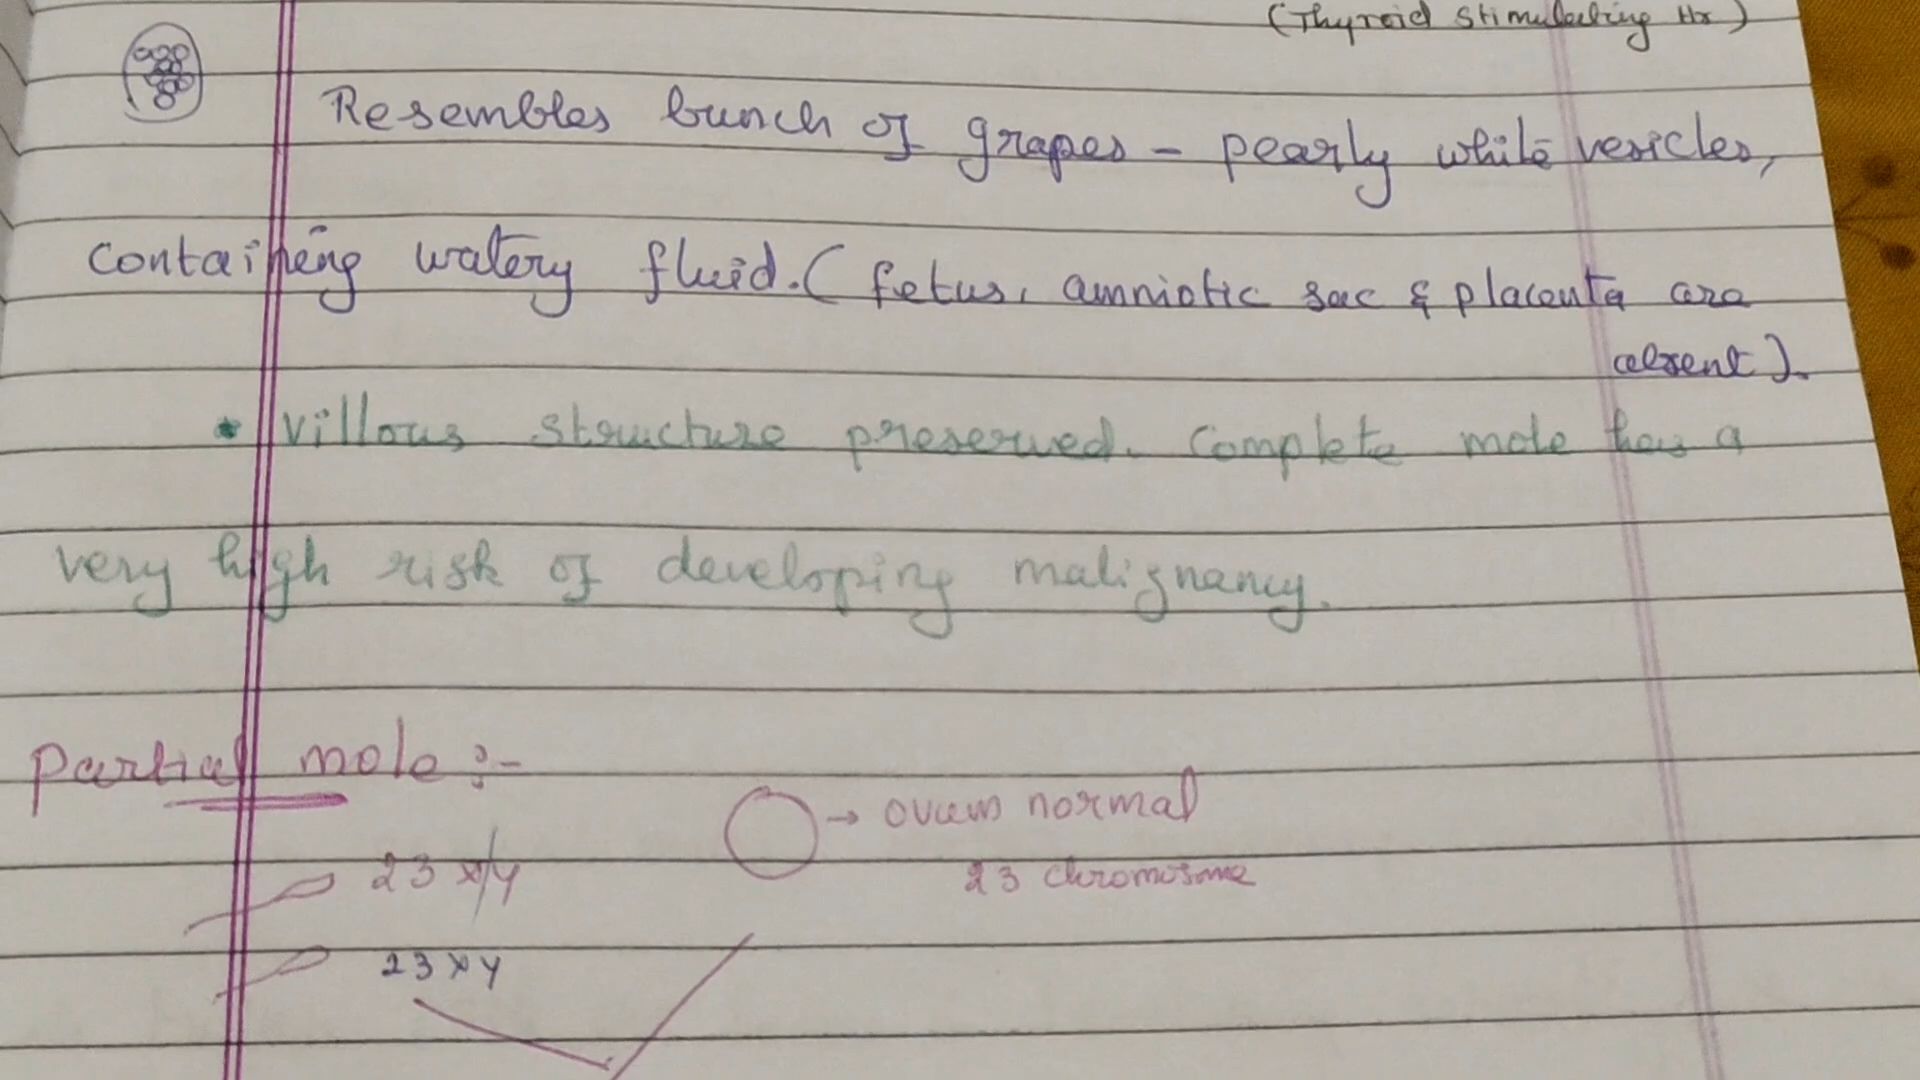 (Thyroid Stimulating Hx)
Resembles bunch of grapes - pearly white vesicles,
containing watery fluid. (fetus, amniotic sac & placenta are
absent).
* Villous structure preserved. Complete mole has a
very high risk of developing malignancy.
Partial mole :-
→ ovum normal
23 x/y
23 chromosome
23 x y